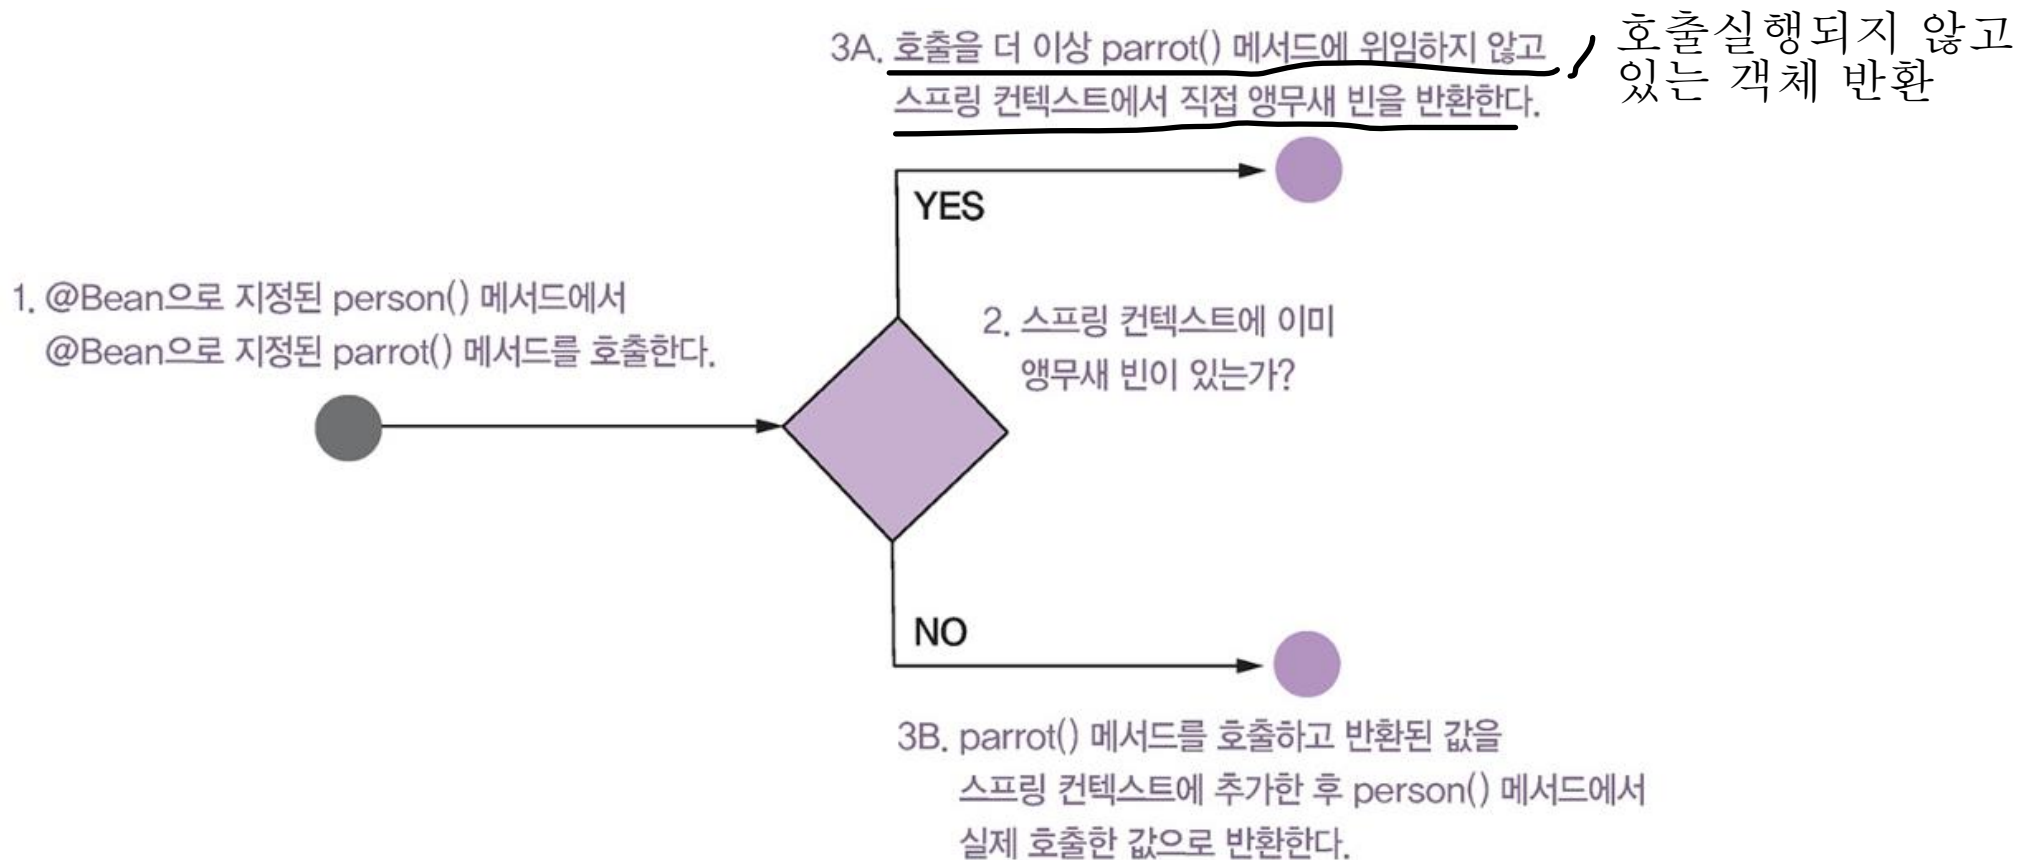 3A. 호출을 더 이상 parrot() 메서드에 위임하지 않고
스프링 컨텍스트에서 직접 앵무새 빈을 반환한다.
호출실행되지 않고
있는 객체 반환
YES
1. @Bean으로 지정된 person() 메서드에서
@Bean으로 지정된 parrot() 메서드를 호출한다.
2. 스프링 컨텍스트에 이미
앵무새 빈이 있는가?
NO
3B. parrot() 메서드를 호출하고 반환된 값을
스프링 컨텍스트에 추가한 후 person() 메서드에서
실제 호출한 값으로 반환한다.